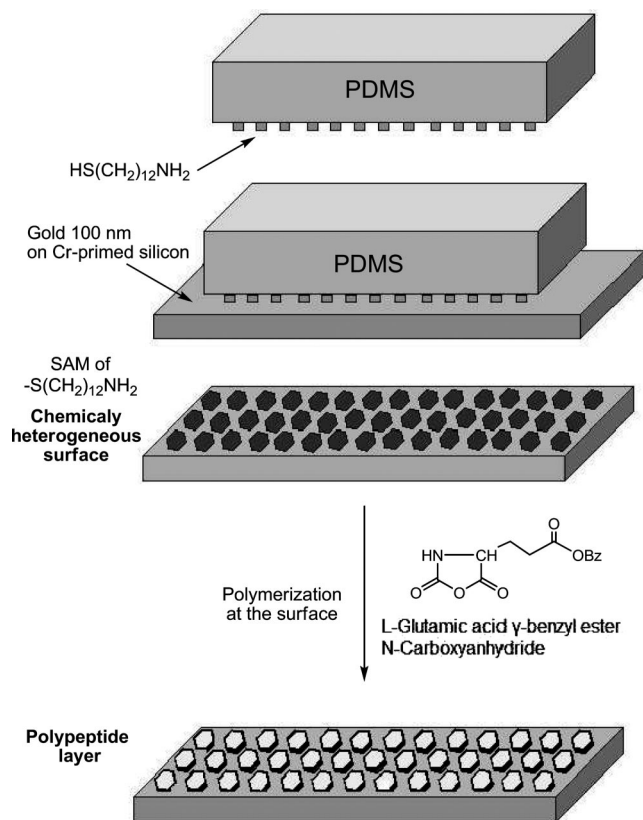 PDMS
HS(CH2)12NH2
Gold 100 nm
on Cr-primed silicon
PDMS
SAM of
-S(CH2)12NH2
Chemicaly
heterogeneous
surface
Polymerization
at the surface
O
HN
CH
OBz
O
O
O
L-Glutamic acid γ-benzyl ester
N-Carboxyanhydride
Polypeptide
layer